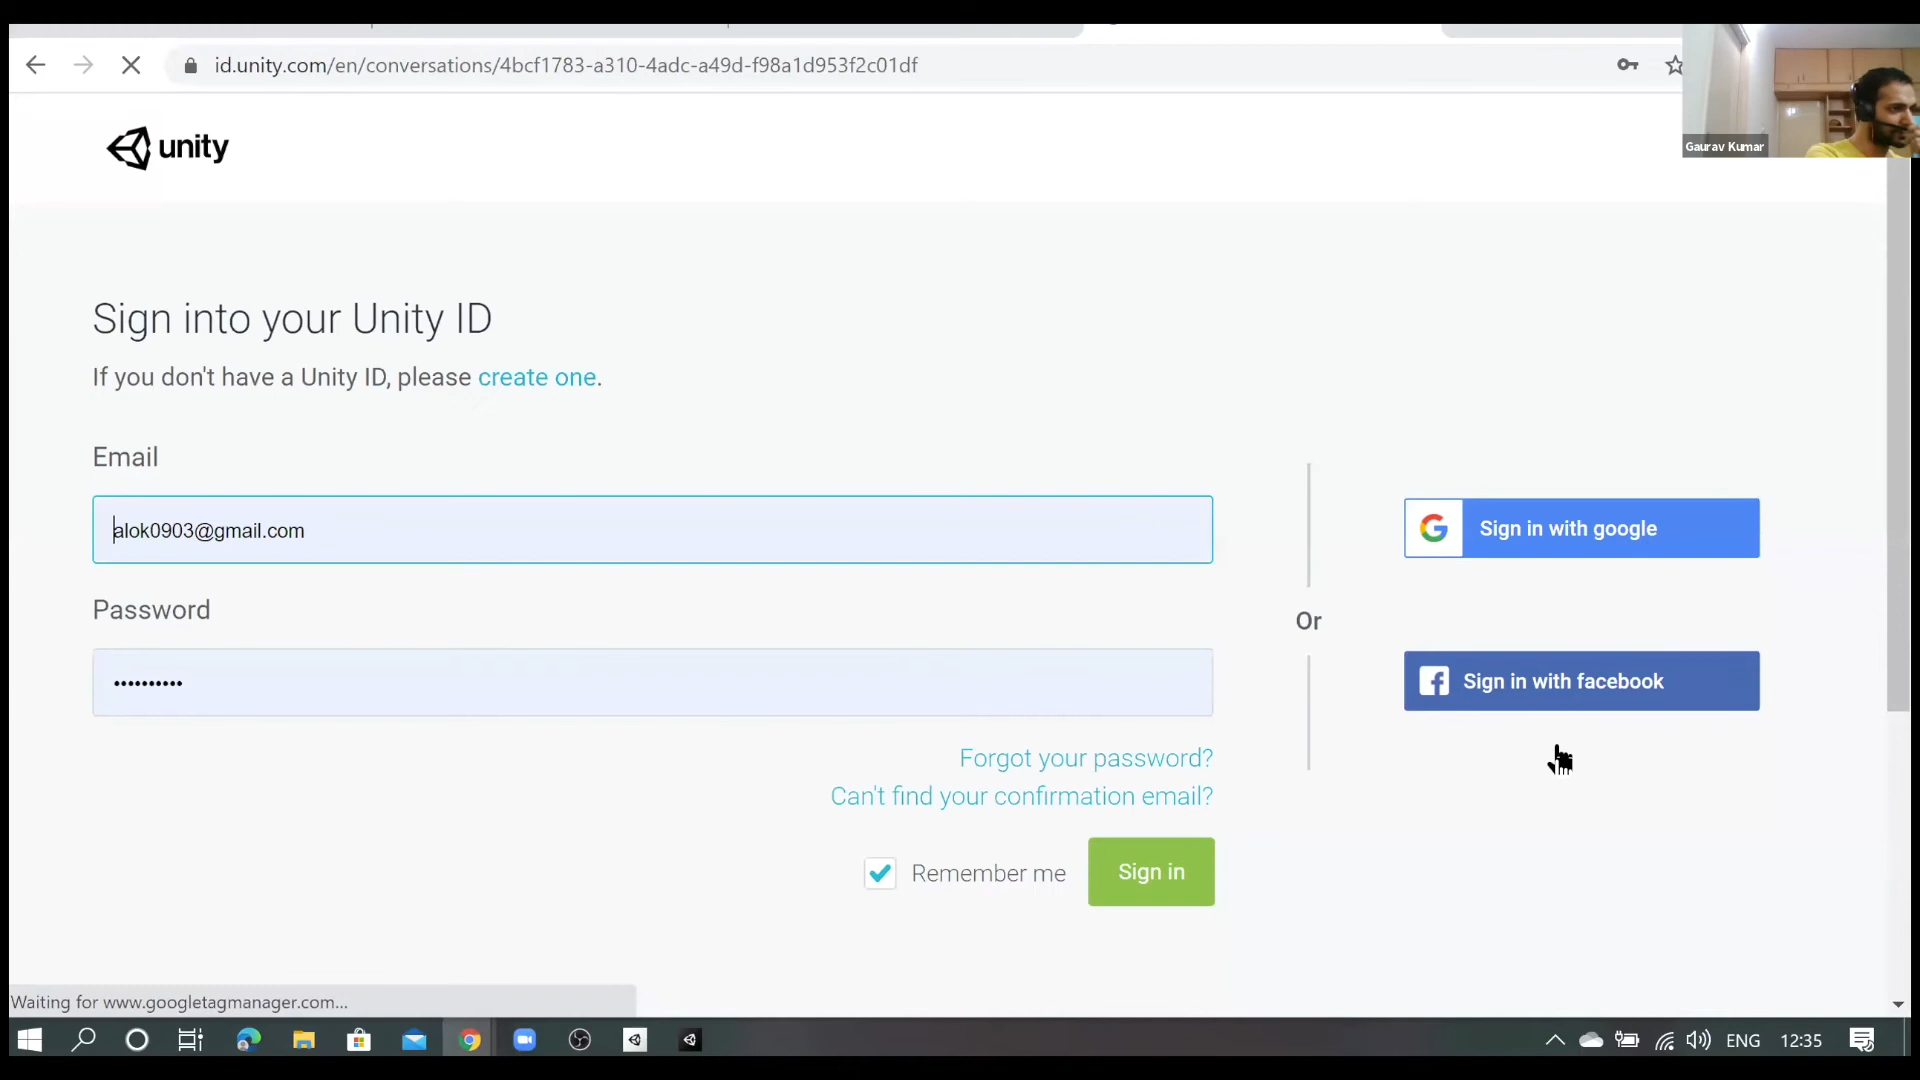 id.unity.com/en/conversations/4bcf1783-a310-4adc-a49d-f98a1d953f2c01df
Gaurav Kumar
unity
Sign into your Unity ID
If you don't have a Unity ID, please create one.
Email
alok0903@gmail.com
Sign in with google
Password
Or
••••••••••
Sign in with facebook
Forgot your password?
Can't find your confirmation email?
Remember me
Sign in
Waiting for www.googletagmanager.com...
ENG
12:35